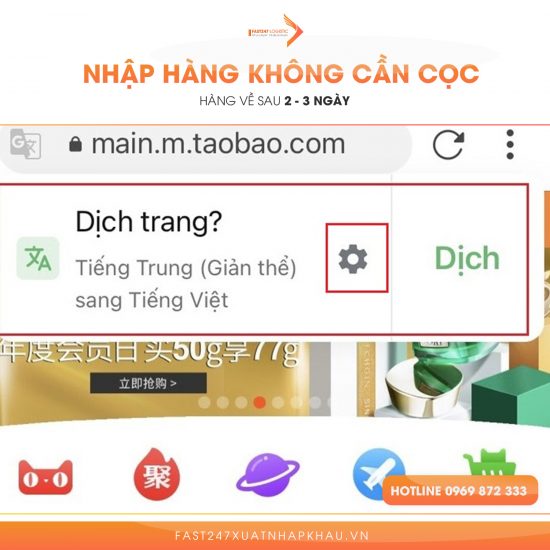 FAST247 LOGISTIC
NHẬP HÀNG KHÔNG CẦN CỌC
HÀNG VỀ SAU 2 - 3 NGÀY
main.m.taobao.com
Dịch trang?
Tiếng Trung (Giản thể)
sang Tiếng Việt
Dịch
年度会员日 买50g享77g
立即抢购 >
聚
HOTLINE 0969 872 333
FAST247XUATNHAPKHAU.VN